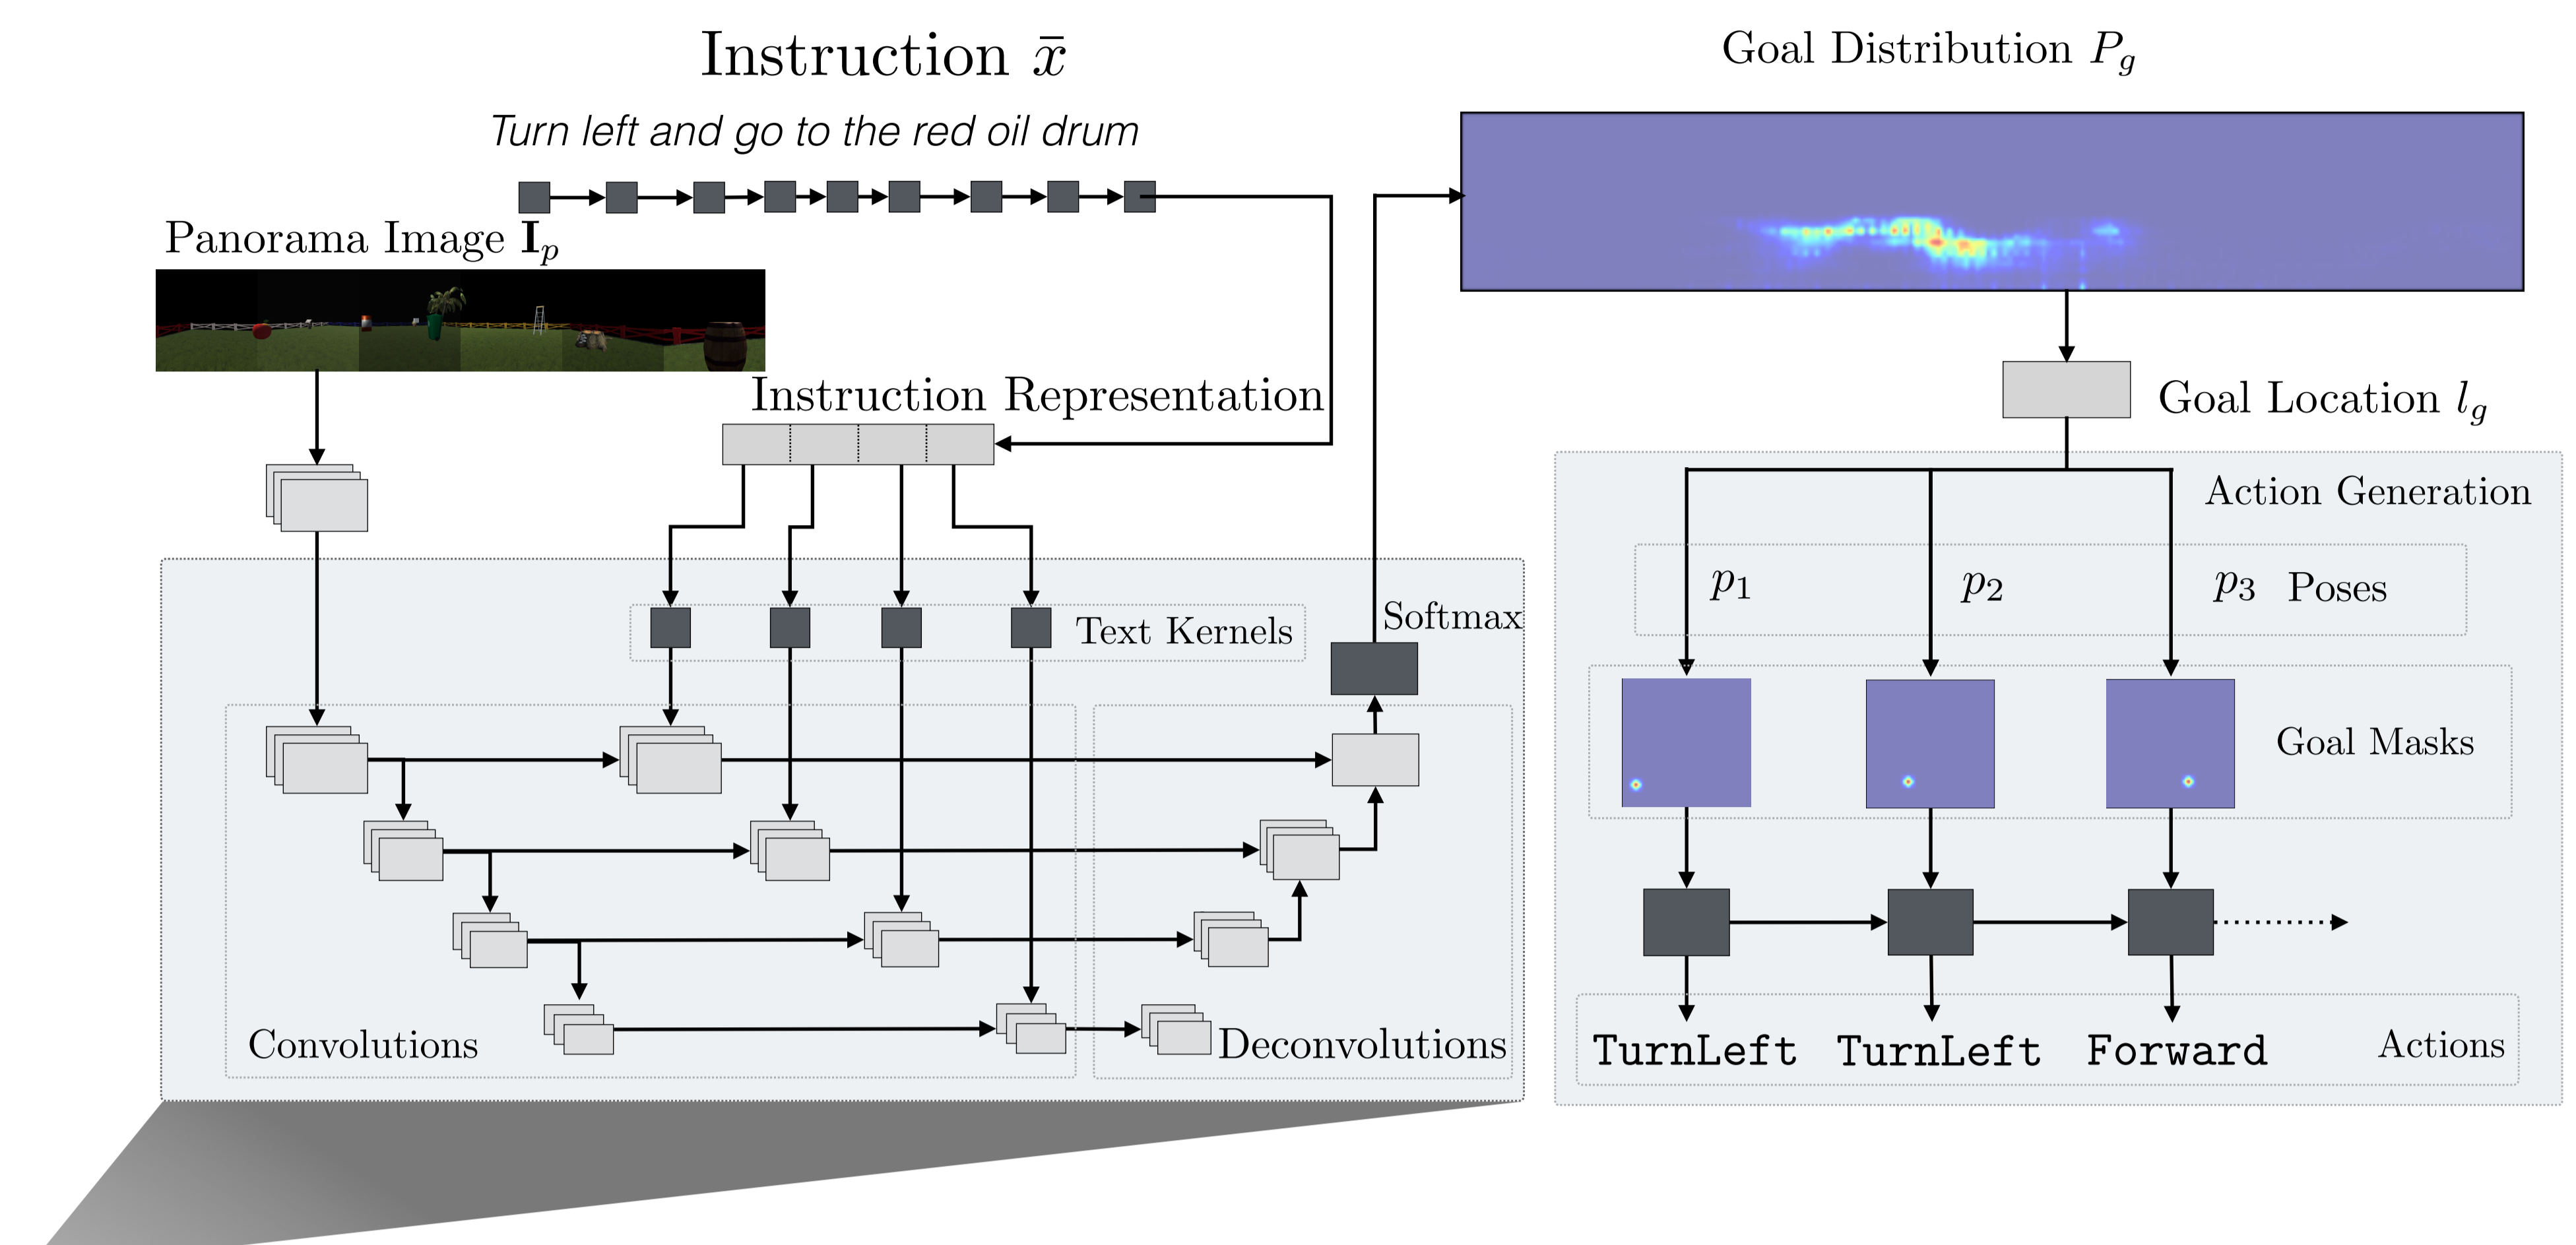 Instruction x̄
Turn left and go to the red oil drum
Panorama Image I_p
Instruction Representation
Text Kernels
Softmax
Convolutions
Deconvolutions
Goal Distribution P_g
Goal Location l_g
Action Generation
p_1 p_2 p_3 Poses
Goal Masks
TurnLeft TurnLeft Forward Actions